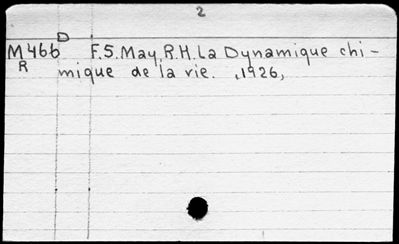 2
D
M466 F.S. May, R.H. La Dynamique chi-
R mique de la vie. ,1926,